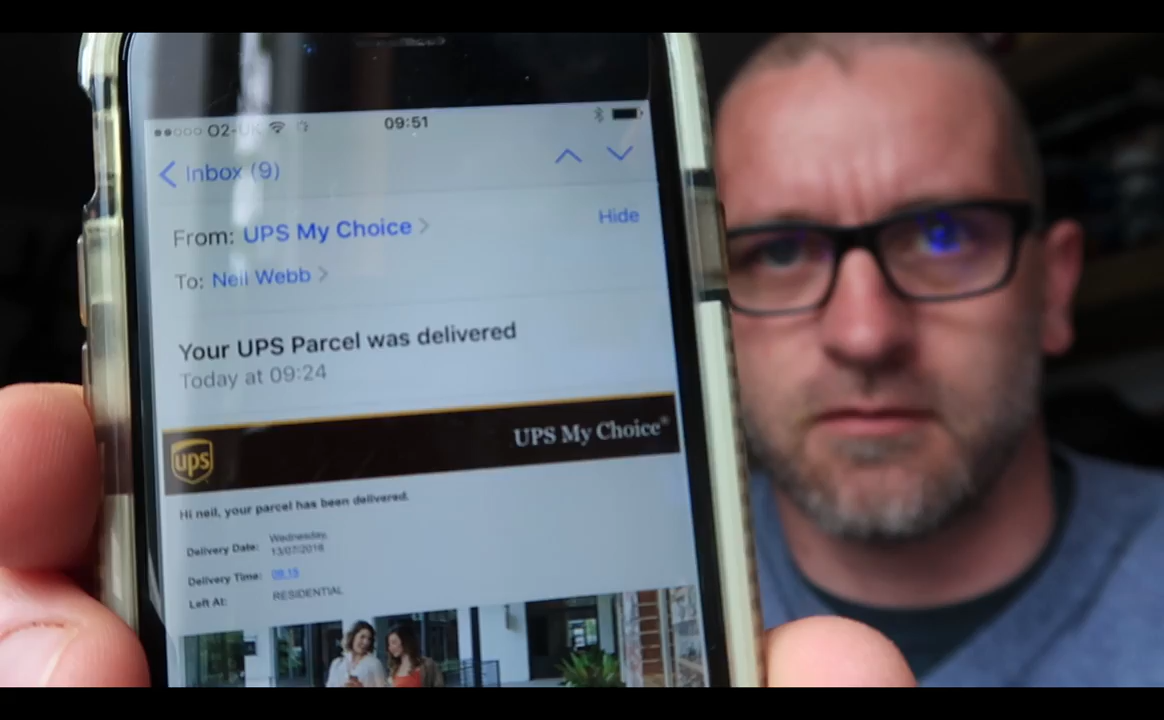 O2-UK 09:51
Inbox (9)
From: UPS My Choice Hide
To: Neil Webb
Your UPS Parcel was delivered
Today at 09:24
ups UPS My Choice®
Hi neil, your parcel has been delivered.
Delivery Date: Wednesday,
13/07/2016
Delivery Time: 09:15
Left At: RESIDENTIAL